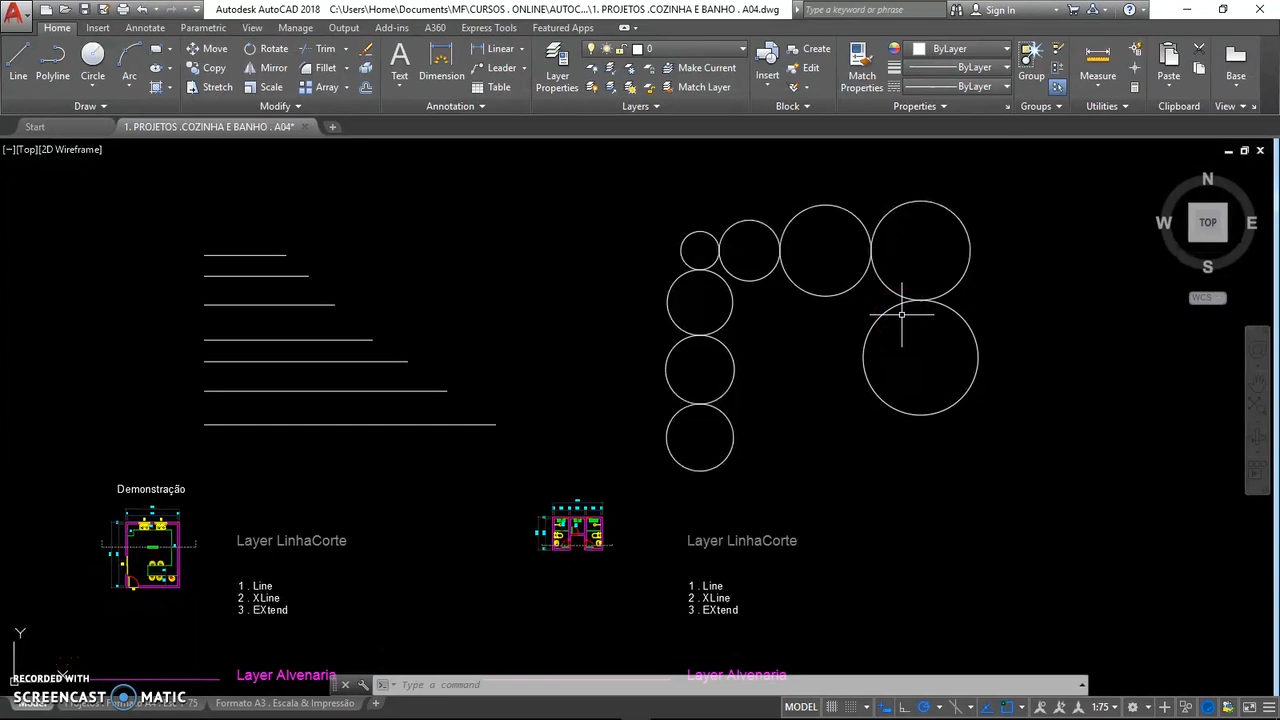 Autodesk AutoCAD 2018 C:\Users\Home\Documents\MF\CURSOS . ONLINE\AUTOC...\1. PROJETOS .COZINHA E BANHO . A04.dwg
Type a keyword or phrase
Sign In
Home Insert Annotate Parametric View Manage Output Add-ins A360 Express Tools Featured Apps
Line
Polyline
Circle
Arc
Draw
Move Rotate Trim
Copy Mirror Fillet
Stretch Scale Array
Modify
Text
Dimension
Linear
Leader
Table
Annotation
Layer
Properties
0
Make Current
Match Layer
Layers
Insert
Create
Edit
Block
Match
Properties
ByLayer
ByLayer
ByLayer
Properties
Group
Groups
Measure
Utilities
Paste
Clipboard
Base
View
Start
1. PROJETOS .COZINHA E BANHO . A04*
[−][Top][2D Wireframe]
N
W TOP E
S
WCS
Demonstração
Layer LinhaCorte
1 . Line
2 . XLine
3 . EXtend
Layer Alvenaria
Layer LinhaCorte
1 . Line
2 . XLine
3 . EXtend
Layer Alvenaria
Y
X
RECORDED WITH
SCREENCAST MATIC
Type a command
Model
Formato A3 . Escala & Impressão
MODEL
1:75